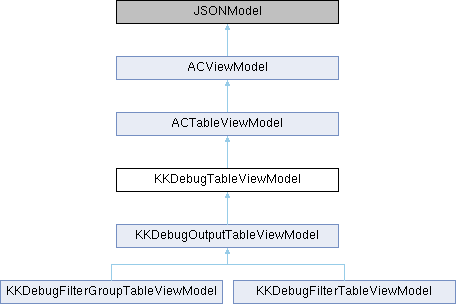 JSONModel
ACViewModel
ACTableViewModel
KKDebugTableViewModel
KKDebugOutputTableViewModel
KKDebugFilterGroupTableViewModel
KKDebugFilterTableViewModel